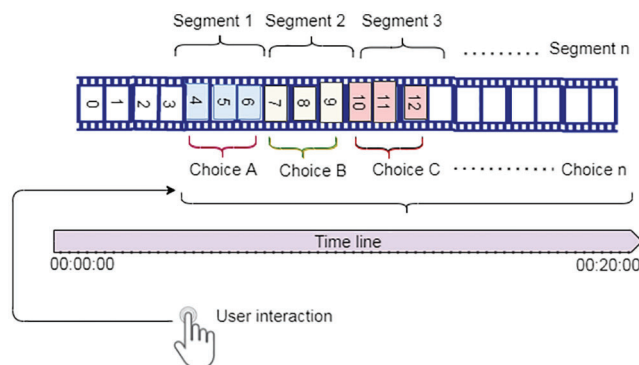 Segment 1 Segment 2 Segment 3 ......... Segment n
0 1 2 3 4 5 6 7 8 9 10 11 12
Choice A Choice B Choice C ............ Choice n
Time line
00:00:00 00:20:00
User interaction